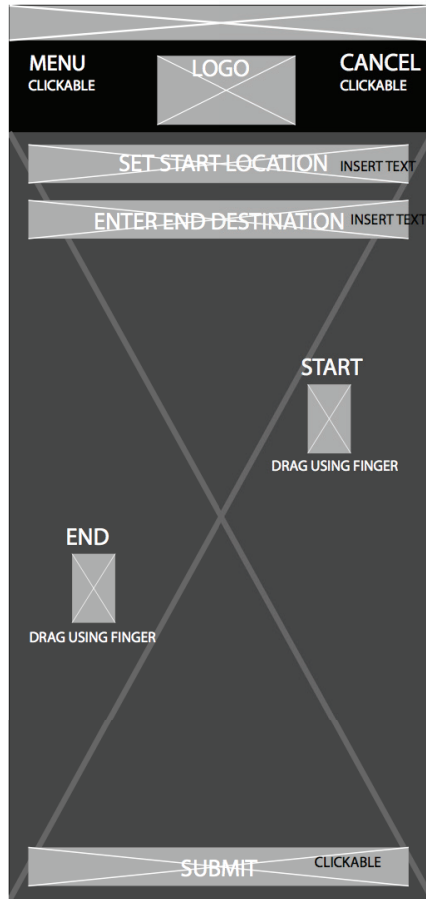 MENU
CLICKABLE
LOGO
CANCEL
CLICKABLE
SET START LOCATION INSERT TEXT
ENTER END DESTINATION INSERT TEXT
START
DRAG USING FINGER
END
DRAG USING FINGER
SUBMIT CLICKABLE